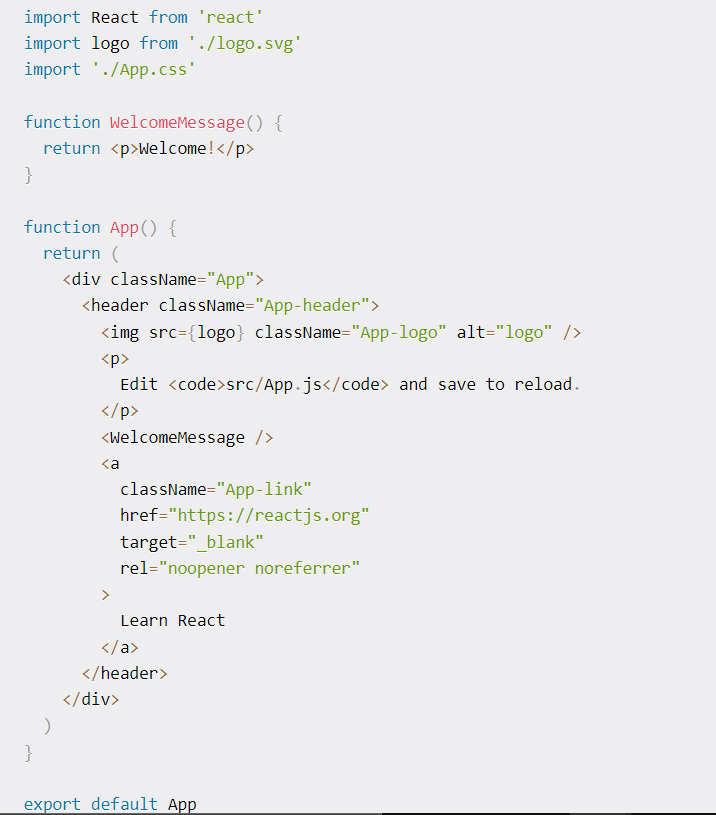 import React from 'react'
import logo from './logo.svg'
import './App.css'

function WelcomeMessage() {
  return <p>Welcome!</p>
}

function App() {
  return (
    <div className="App">
      <header className="App-header">
        <img src={logo} className="App-logo" alt="logo" />
        <p>
          Edit <code>src/App.js</code> and save to reload.
        </p>
        <WelcomeMessage />
        <a
          className="App-link"
          href="https://reactjs.org"
          target="_blank"
          rel="noopener noreferrer"
        >
          Learn React
        </a>
      </header>
    </div>
  )
}

export default App